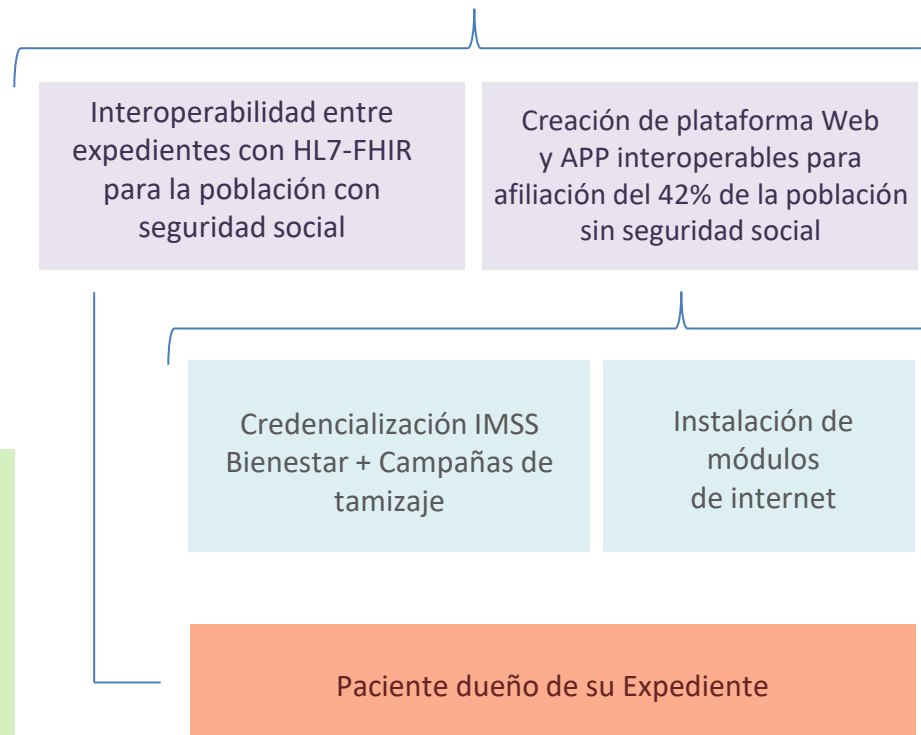 Interoperabilidad entre
expedientes con HL7-FHIR
para la población con
seguridad social
Creación de plataforma Web
y APP interoperables para
afiliación del 42% de la población
sin seguridad social
Credencialización IMSS
Bienestar + Campañas de
tamizaje
Instalación de
módulos
de internet
Paciente dueño de su Expediente